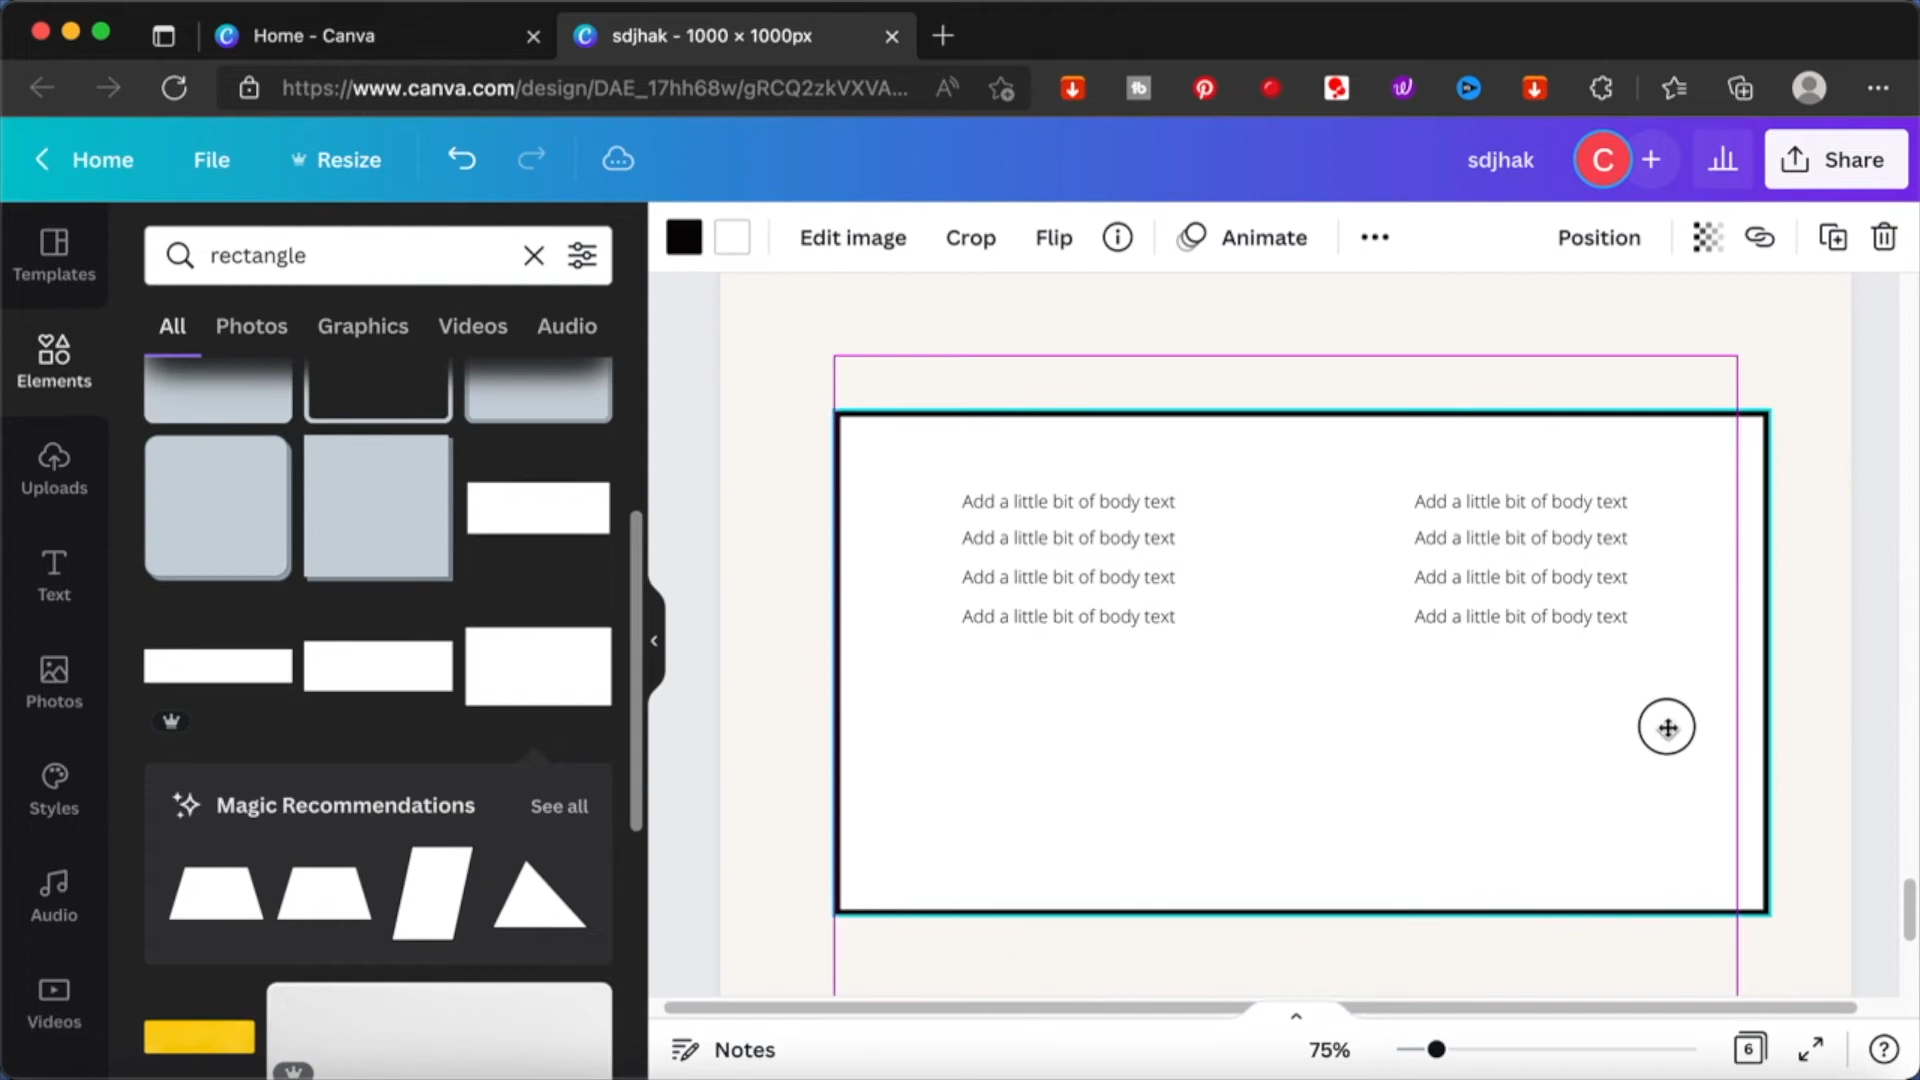 Home - Canva
sdjhak - 1000 × 1000px
https://www.canva.com/design/DAE_17hh68w/gRCQ2zkVXVA...
Home
File
Resize
sdjhak
C
Share
rectangle
Edit image
Crop
Flip
Animate
Position
Templates
Elements
Uploads
Text
Photos
Styles
Audio
Videos
All
Photos
Graphics
Videos
Audio
Magic Recommendations
See all
Add a little bit of body text
Add a little bit of body text
Add a little bit of body text
Add a little bit of body text
Add a little bit of body text
Add a little bit of body text
Add a little bit of body text
Add a little bit of body text
Notes
75%
6